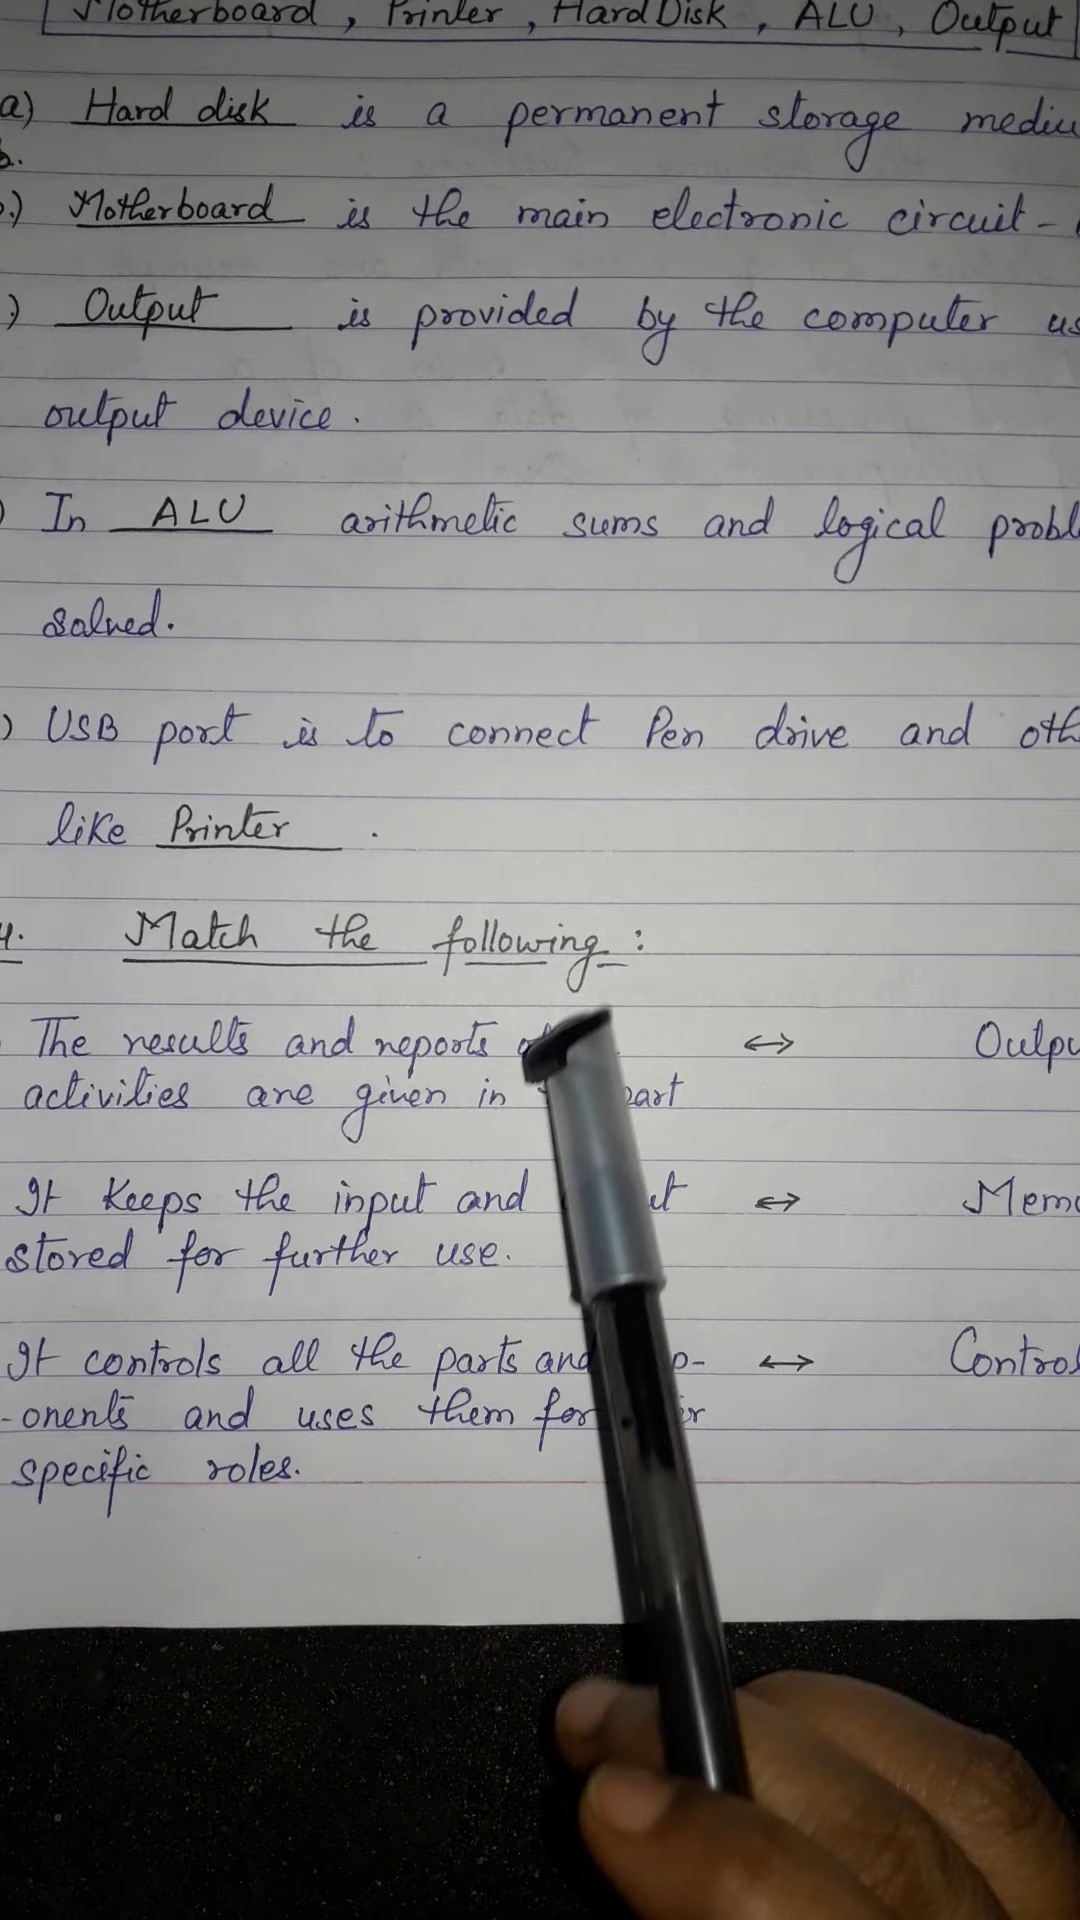 Motherboard, Printer, Hard Disk, ALU, Output
a) Hard disk is a permanent storage
) Motherboard is the main electronic circuit-
) Output is provided by the computer
output device.
) In ALU arithmetic sums and logical
solved.
) USB port is to connect Pen drive and
like Printer .
4. Match the following :
The results and reports ↔
activities are given in
It keeps the input and ↔
stored for further use.
It controls all the parts and ↔
-onents and uses them for
specific roles.